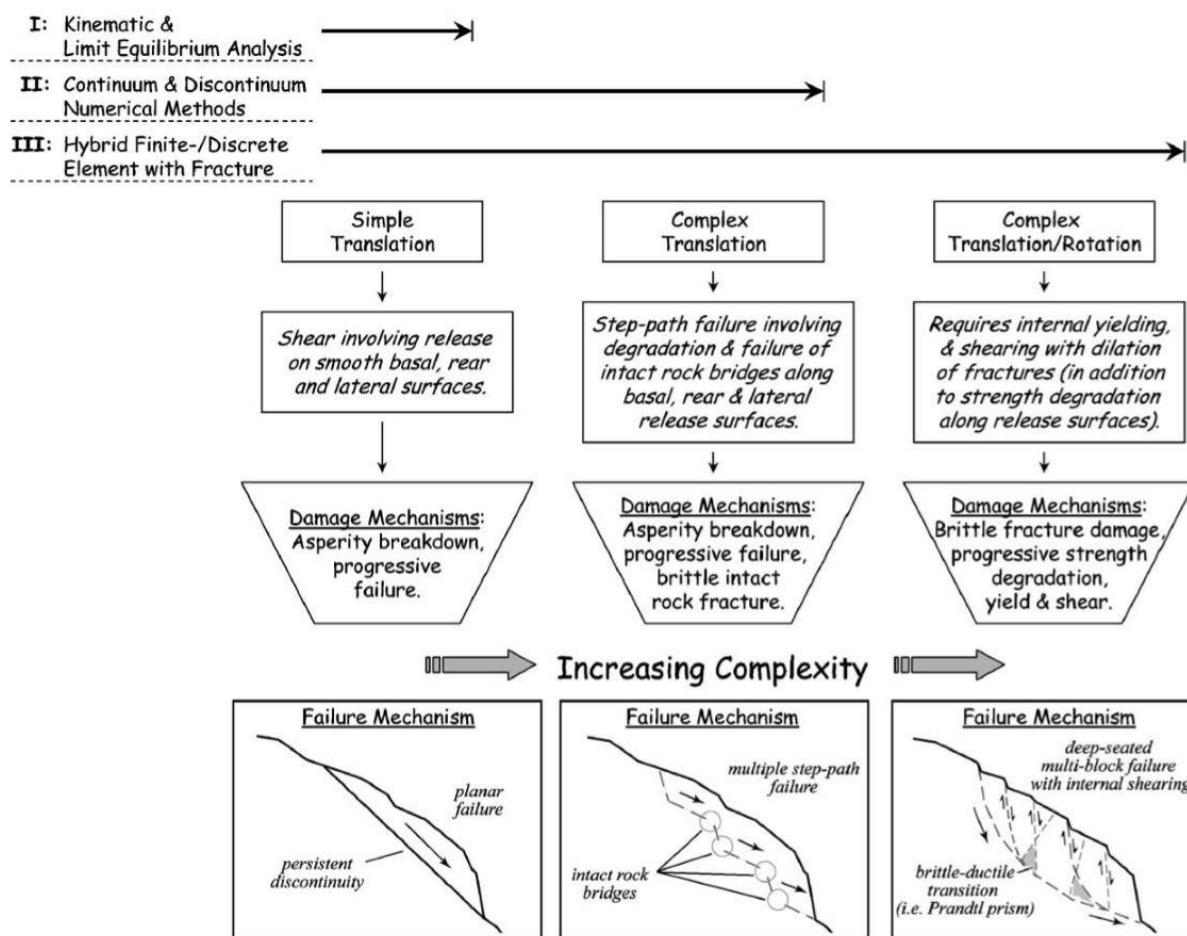 I: Kinematic &
Limit Equilibrium Analysis
II: Continuum & Discontinuum
Numerical Methods
III: Hybrid Finite-/Discrete
Element with Fracture
Simple
Translation
Shear involving release
on smooth basal, rear
and lateral surfaces.
Damage Mechanisms:
Asperity breakdown,
progressive
failure.
Complex
Translation
Step-path failure involving
degradation & failure of
intact rock bridges along
basal, rear & lateral
release surfaces.
Damage Mechanisms:
Asperity breakdown,
progressive failure,
brittle intact
rock fracture.
Complex
Translation/Rotation
Requires internal yielding,
& shearing with dilation
of fractures (in addition
to strength degradation
along release surfaces).
Damage Mechanisms:
Brittle fracture damage,
progressive strength
degradation,
yield & shear.
Increasing Complexity
Failure Mechanism
planar
failure
persistent
discontinuity
Failure Mechanism
multiple step-path
failure
intact rock
bridges
Failure Mechanism
deep-seated
multi-block failure
with internal shearing
brittle-ductile
transition
(i.e. Prandtl prism)